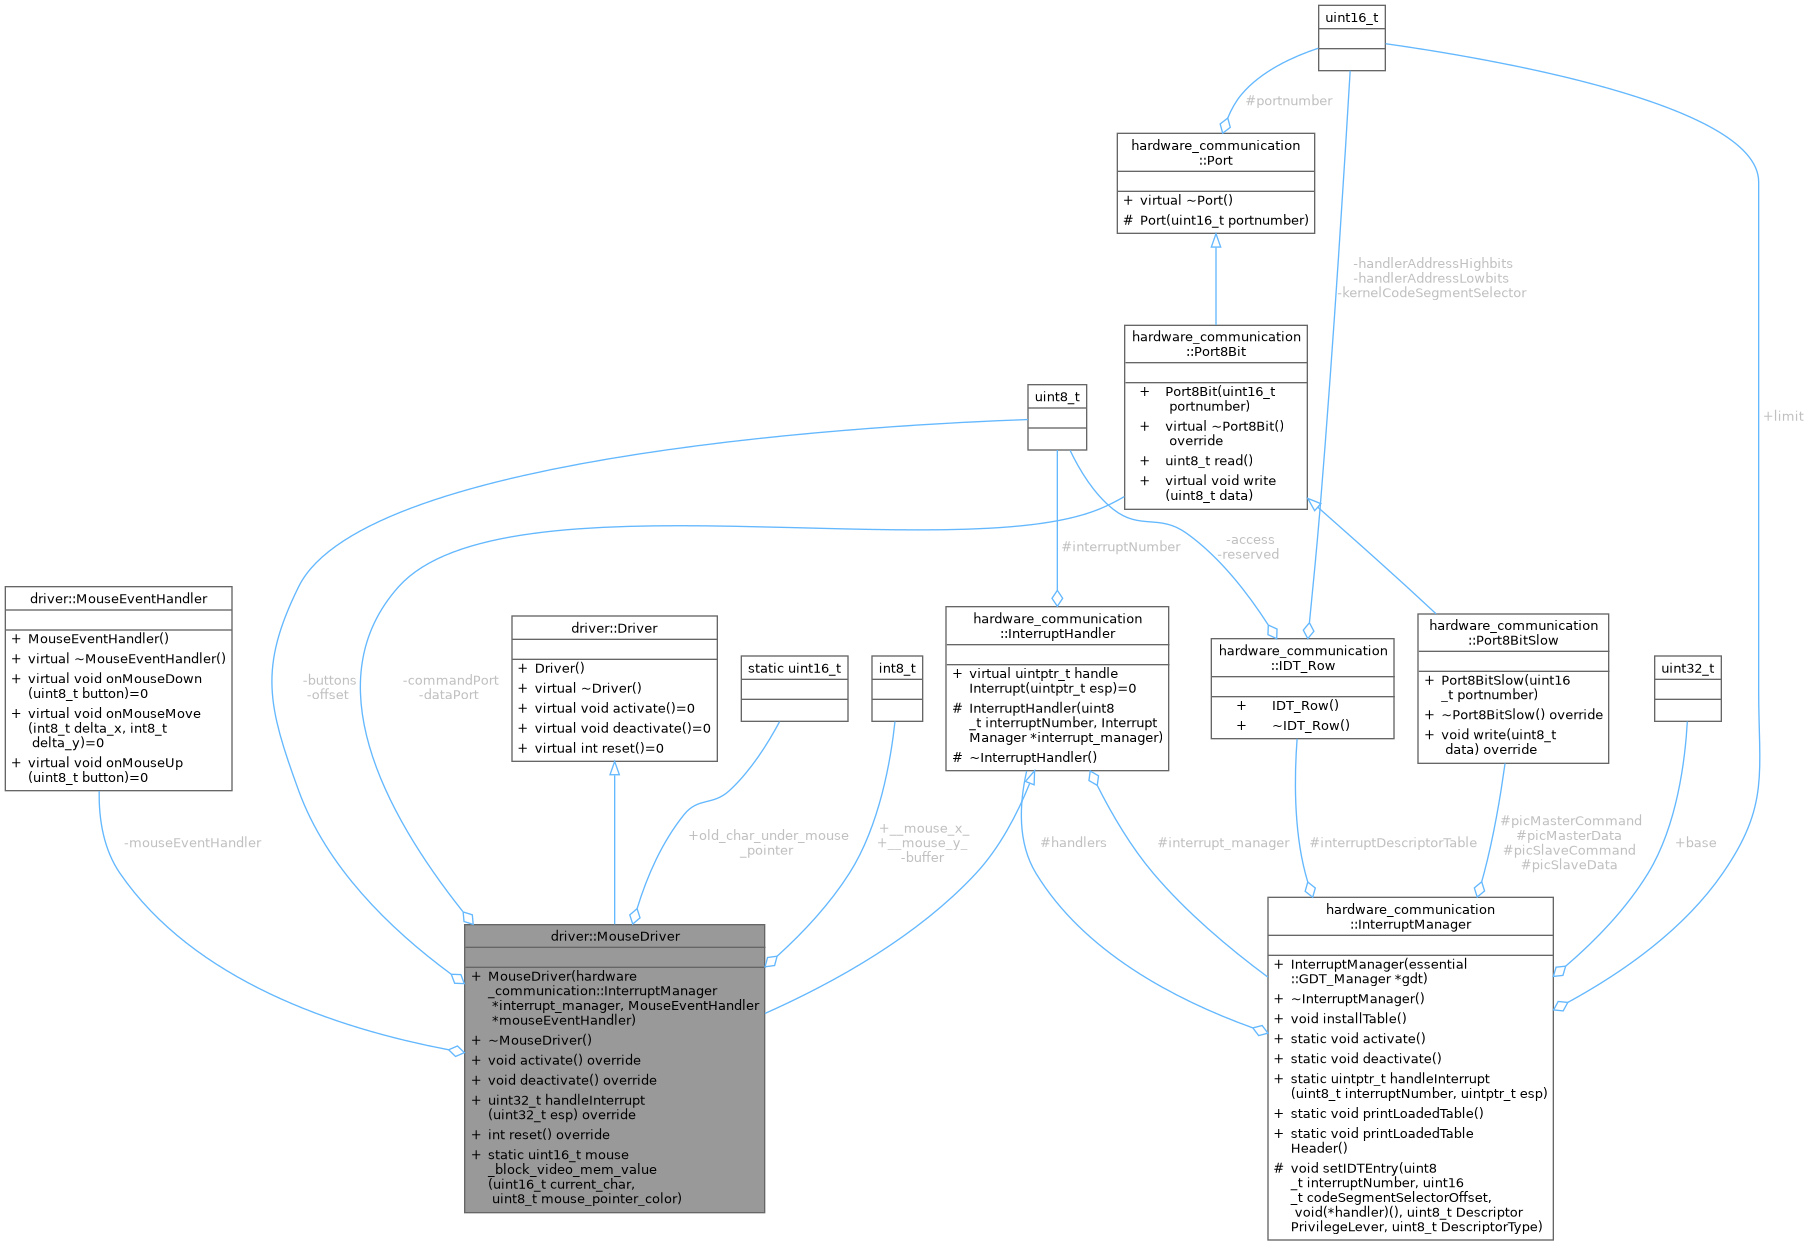 uint16_t
#portnumber
hardware_communication
::Port
+ virtual ~Port()
# Port(uint16_t portnumber)
-handlerAddressHighbits
-handlerAddressLowbits
-kernelCodeSegmentSelector
hardware_communication
::Port8Bit
+ Port8Bit(uint16_t
portnumber)
+ virtual ~Port8Bit()
override
+ uint8_t read()
+ virtual void write
(uint8_t data)
uint8_t
+limit
#interruptNumber
-access
-reserved
driver::MouseEventHandler
+ MouseEventHandler()
+ virtual ~MouseEventHandler()
+ virtual void onMouseDown
(uint8_t button)=0
+ virtual void onMouseMove
(int8_t delta_x, int8_t
delta_y)=0
+ virtual void onMouseUp
(uint8_t button)=0
-buttons
-offset
-commandPort
-dataPort
driver::Driver
+ Driver()
+ virtual ~Driver()
+ virtual void activate()=0
+ virtual void deactivate()=0
+ virtual int reset()=0
static uint16_t
int8_t
hardware_communication
::InterruptHandler
+ virtual uintptr_t handle
Interrupt(uintptr_t esp)=0
# InterruptHandler(uint8
_t interruptNumber, Interrupt
Manager *interrupt_manager)
# ~InterruptHandler()
hardware_communication
::IDT_Row
+ IDT_Row()
+ ~IDT_Row()
hardware_communication
::Port8BitSlow
+ Port8BitSlow(uint16
_t portnumber)
+ ~Port8BitSlow() override
+ void write(uint8_t
data) override
uint32_t
-mouseEventHandler
+old_char_under_mouse
_pointer
+__mouse_x_
+__mouse_y_
-buffer
#handlers
#interrupt_manager
#interruptDescriptorTable
#picMasterCommand
#picMasterData
#picSlaveCommand
#picSlaveData
+base
driver::MouseDriver
+ MouseDriver(hardware
_communication::InterruptManager
*interrupt_manager, MouseEventHandler
*mouseEventHandler)
+ ~MouseDriver()
+ void activate() override
+ void deactivate() override
+ uint32_t handleInterrupt
(uint32_t esp) override
+ int reset() override
+ static uint16_t mouse
_block_video_mem_value
(uint16_t current_char,
uint8_t mouse_pointer_color)
hardware_communication
::InterruptManager
+ InterruptManager(essential
::GDT_Manager *gdt)
+ ~InterruptManager()
+ void installTable()
+ static void activate()
+ static void deactivate()
+ static uintptr_t handleInterrupt
(uint8_t interruptNumber, uintptr_t esp)
+ static void printLoadedTable()
+ static void printLoadedTable
Header()
# void setIDTEntry(uint8
_t interruptNumber, uint16
_t codeSegmentSelectorOffset,
void(*handler)(), uint8_t Descriptor
PrivilegeLever, uint8_t DescriptorType)